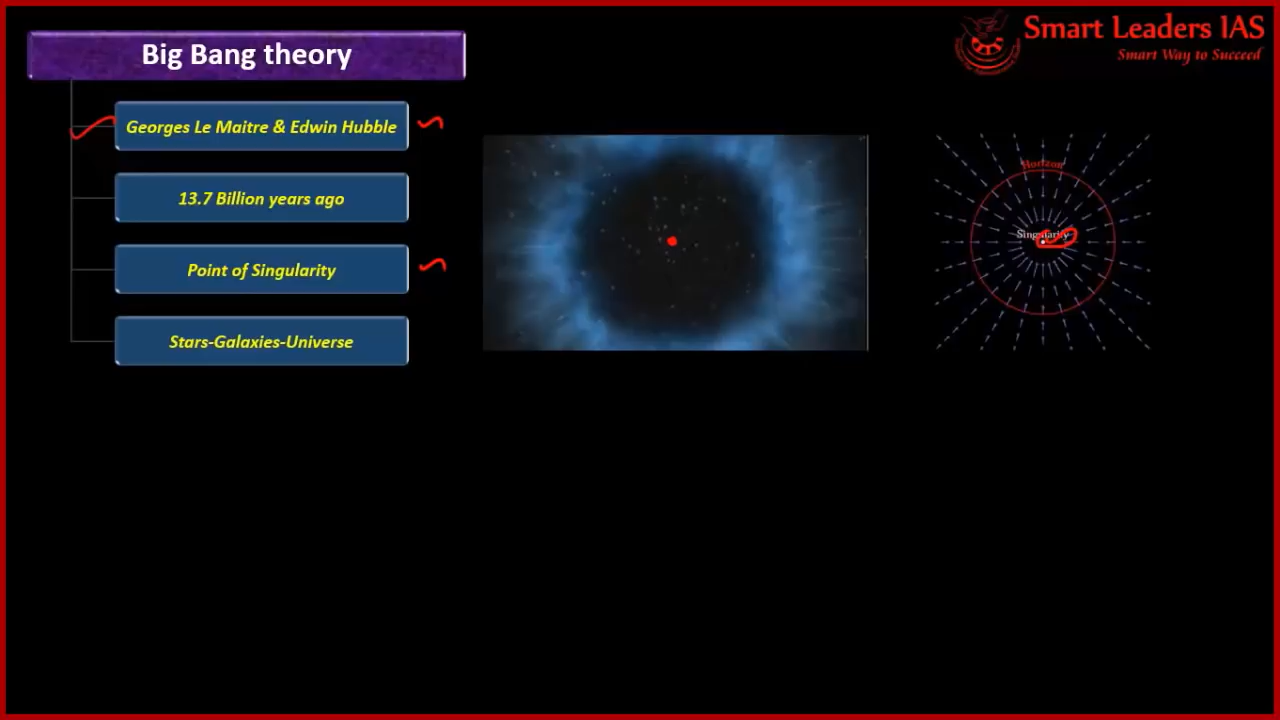 Big Bang theory
Smart Leaders IAS
Smart Way to Succeed
Georges Le Maitre & Edwin Hubble
13.7 Billion years ago
Point of Singularity
Stars-Galaxies-Universe
Horizon
Singularity